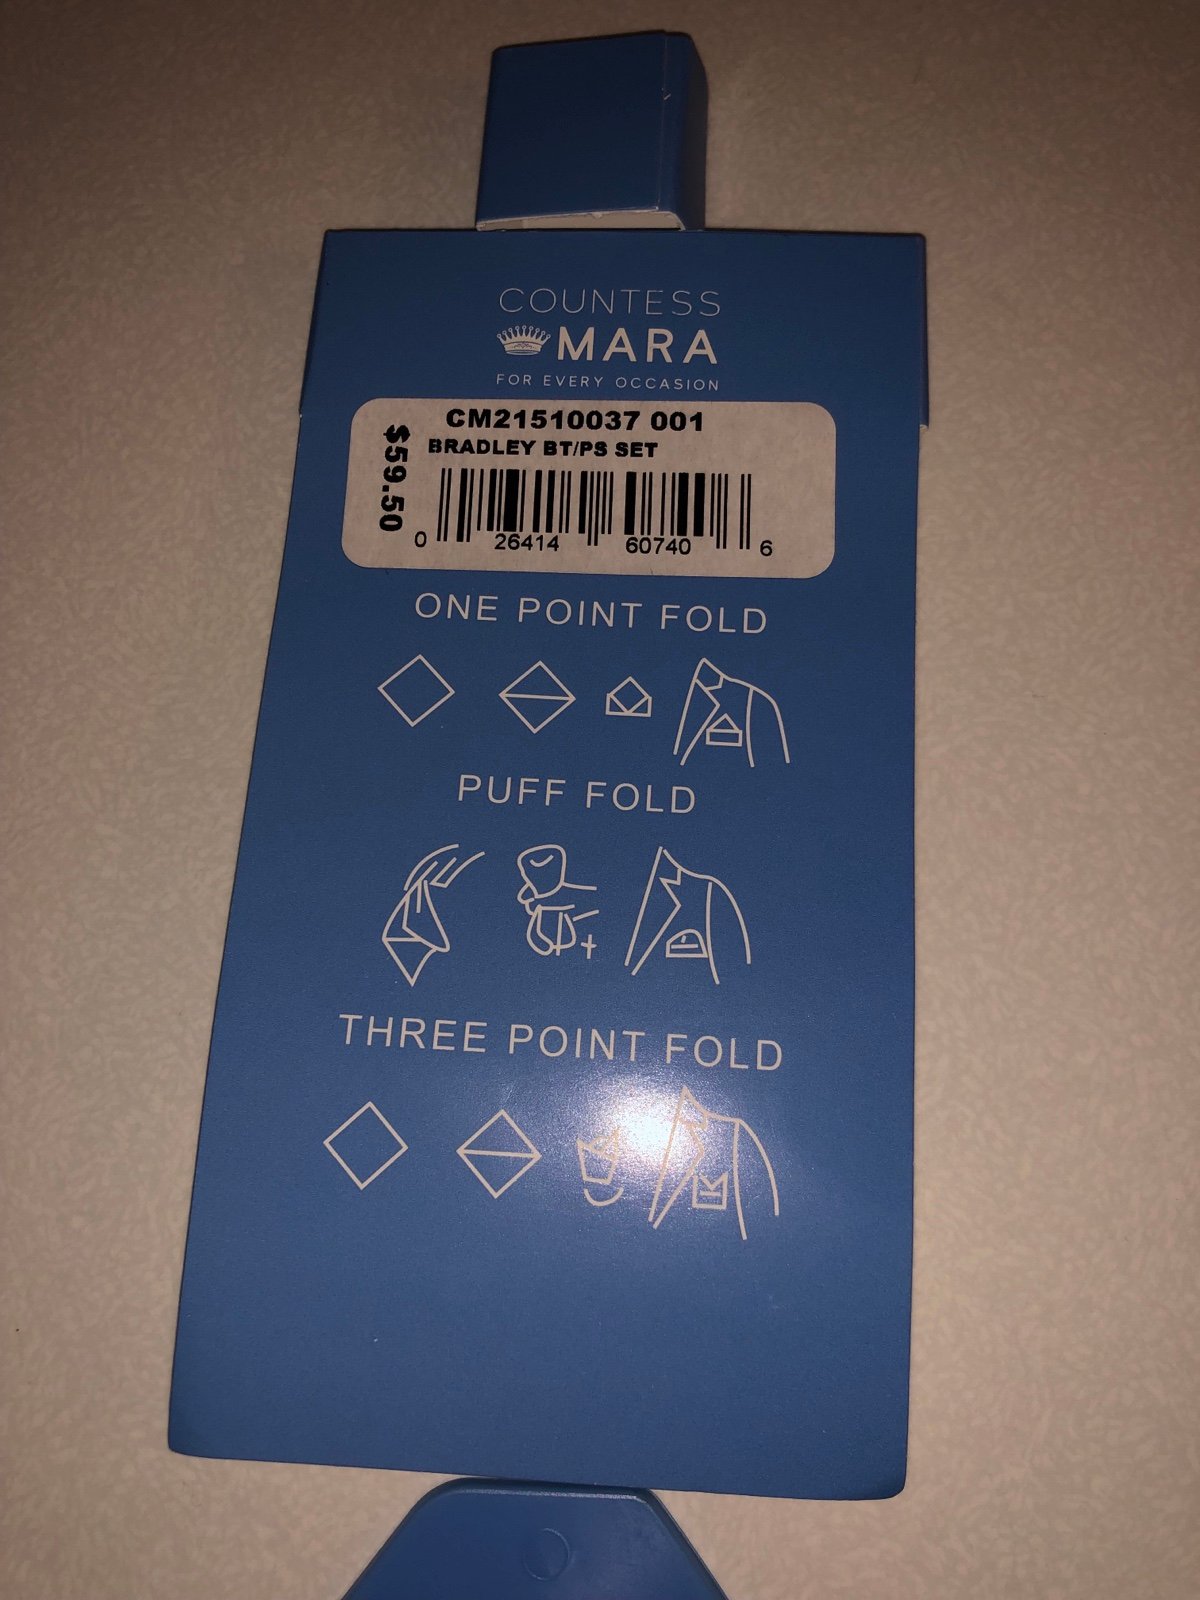 COUNTESS
MARA
FOR EVERY OCCASION
CM21510037 001
BRADLEY BT/PS SET
$59.50
0 26414 60740 6
ONE POINT FOLD
PUFF FOLD
THREE POINT FOLD